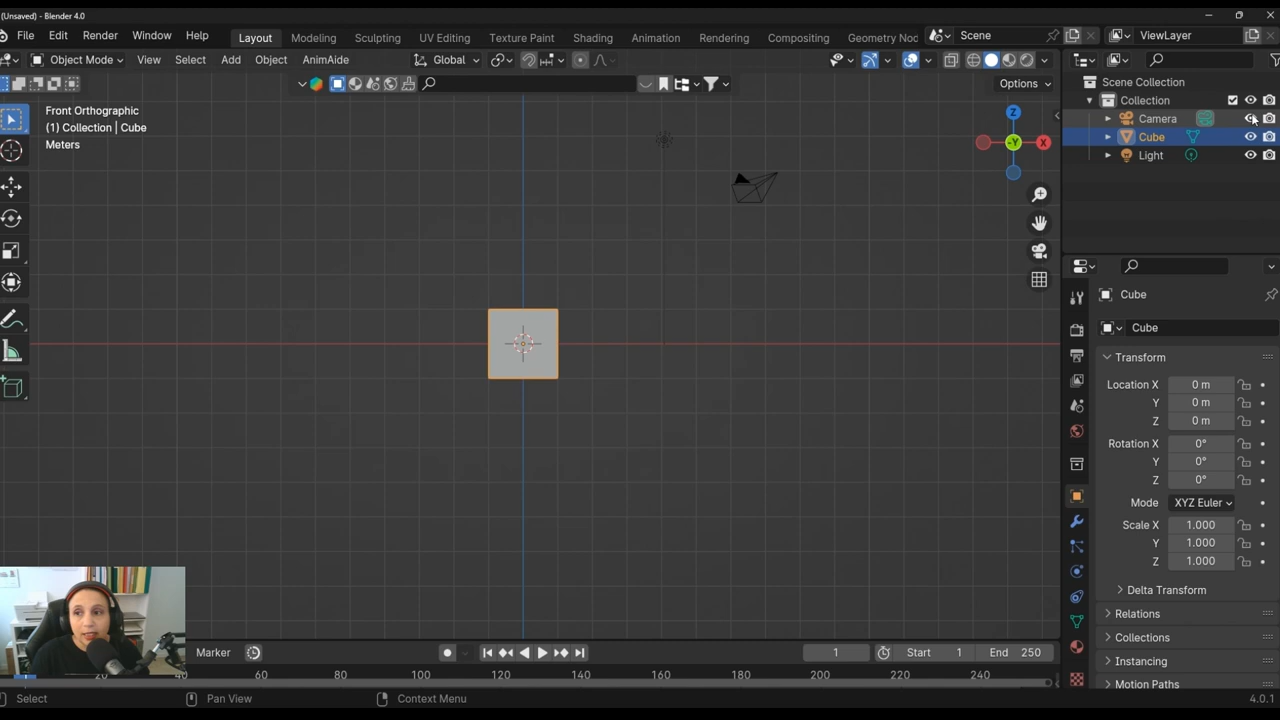 (Unsaved) - Blender 4.0
File Edit Render Window Help Layout Modeling Sculpting UV Editing Texture Paint Shading Animation Rendering Compositing Geometry Nod Scene ViewLayer
Object Mode View Select Add Object AnimAide Global
Options
Front Orthographic
(1) Collection | Cube
Meters
Z
-Y
X
Scene Collection
Collection
Camera
Cube
Light
Cube
Cube
Transform
Location X 0 m
Y 0 m
Z 0 m
Rotation X 0°
Y 0°
Z 0°
Mode XYZ Euler
Scale X 1.000
Y 1.000
Z 1.000
Delta Transform
Relations
Collections
Instancing
Motion Paths
Marker 1 Start 1 End 250
20 40 60 80 100 120 140 160 180 200 220 240
Select Pan View Context Menu 4.0.1